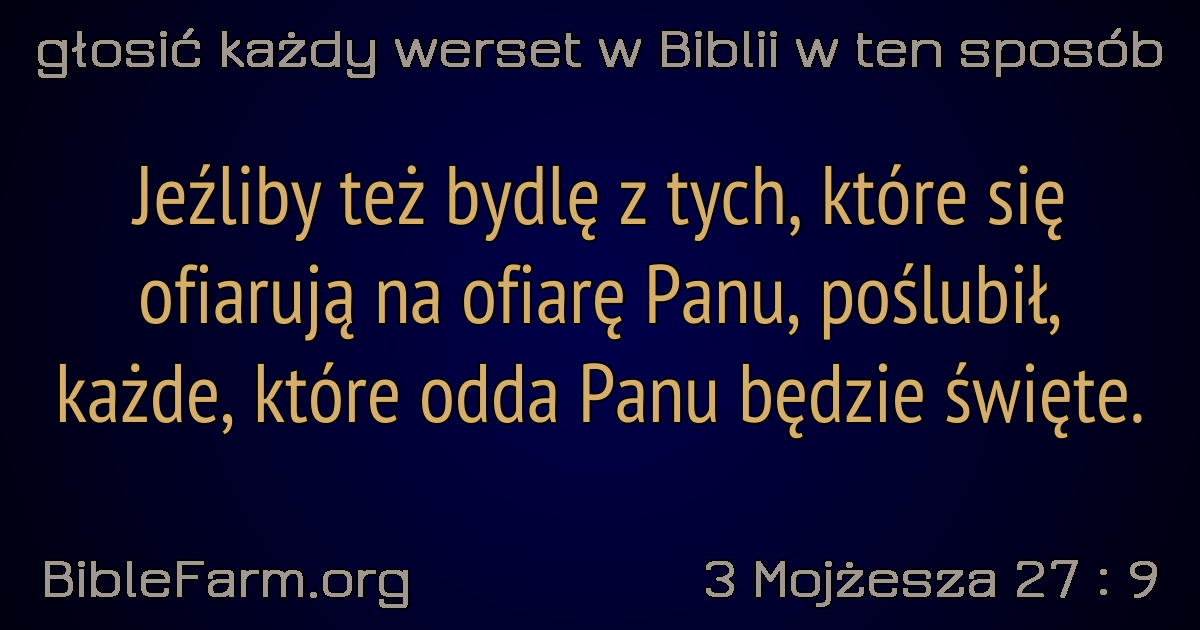 głosić każdy werset w Biblii w ten sposób
Jeźliby też bydlę z tych, które się
ofiarują na ofiarę Panu, poślubił,
każde, które odda Panu będzie święte.
BibleFarm.org
3 Mojżesza 27 : 9